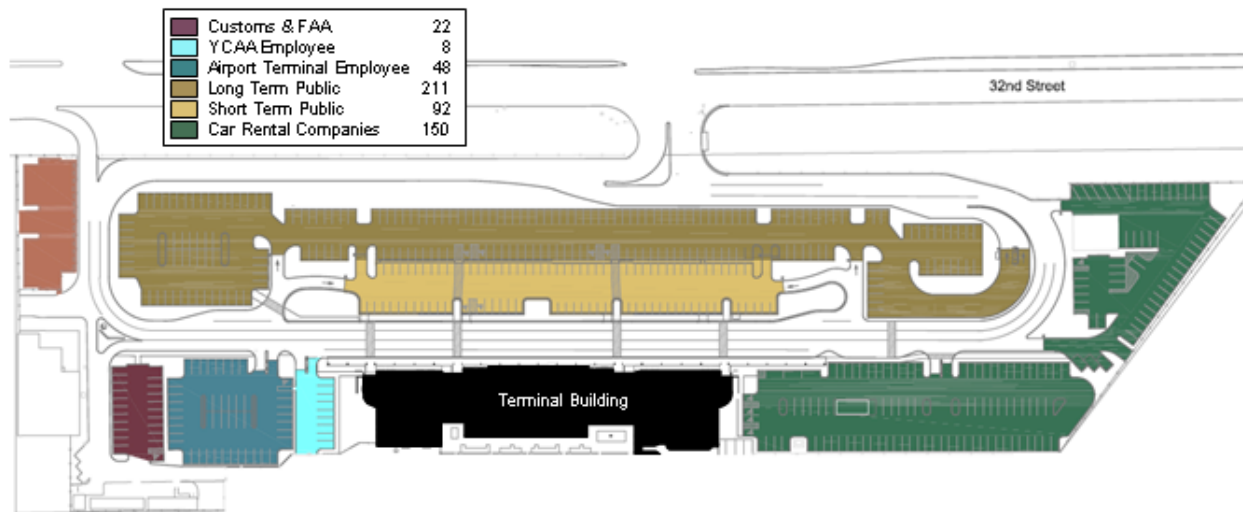 Customs & FAA 22
YCAA Employee 8
Airport Terminal Employee 48
Long Term Public 211
Short Term Public 92
Car Rental Companies 150
32nd Street
Terminal Building